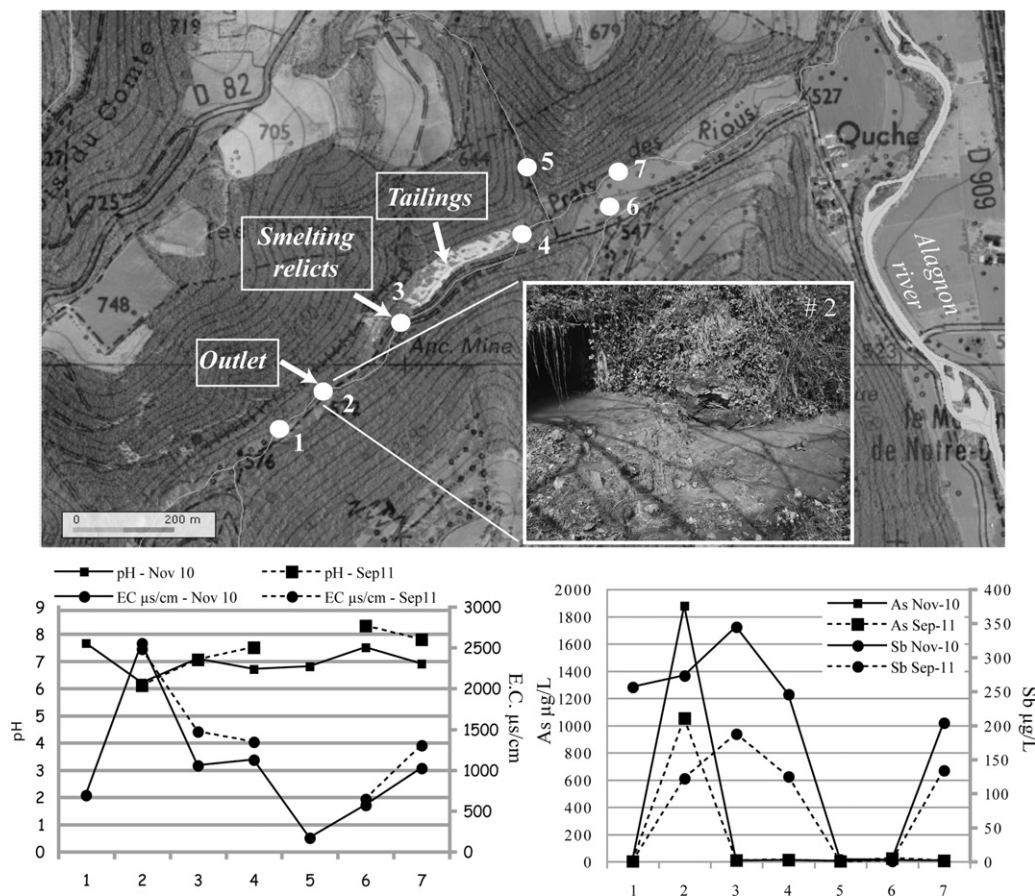 719
du Comte
D 82
679
705
644
527
Ouche
D 909
725
des
Rious
Prats
5
7
6
547
Tailings
4
Smelting
relicts
3
748
Anc. Mine
# 2
Alagnon
river
523
Outlet
2
1
576
de Notre-D
0 200 m
pH - Nov 10
pH - Sep11
EC µs/cm - Nov 10
EC µs/cm - Sep11
9
8
7
6
5
4
3
2
1
0
pH
3000
2500
2000
1500
1000
500
0
E.C. µs/cm
1 2 3 4 5 6 7
2000
1800
1600
1400
1200
1000
800
600
400
200
0
As µg/L
As Nov-10
As Sep-11
Sb Nov-10
Sb Sep-11
400
350
300
250
200
150
100
50
0
Sb µg/L
1 2 3 4 5 6 7